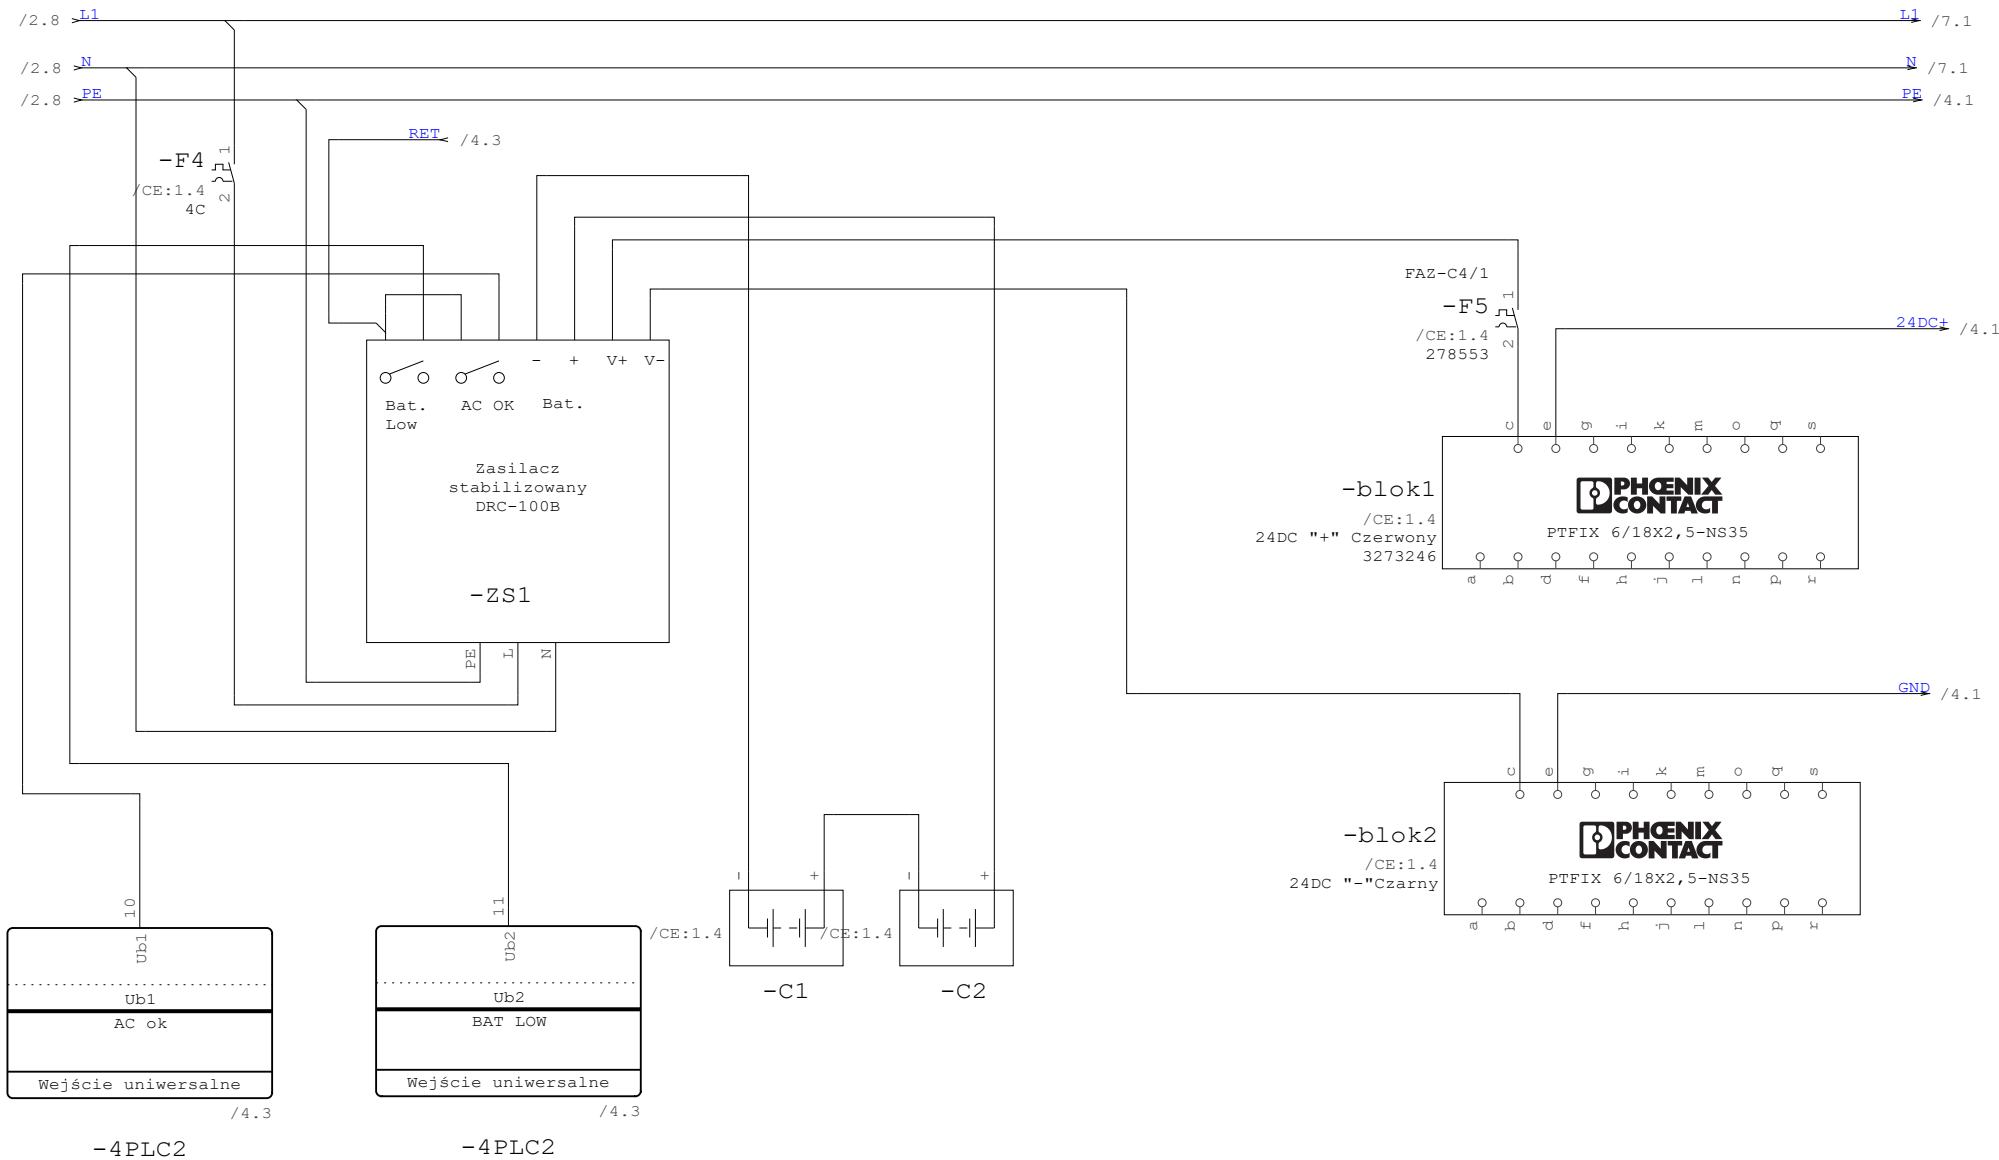 /2.8 L1 L1 /7.1
/2.8 N N /7.1
/2.8 PE PE /4.1
RET /4.3
-F4
/CE:1.4
4C
1
2
FAZ-C4/1
-F5
/CE:1.4
278553
1
2
24DC+ /4.1
- + V+ V-
Bat. Low
AC OK
Bat.
Zasilacz
stabilizowany
DRC-100B
-ZS1
PE L N
c e g i k m o q s
-blok1
/CE:1.4
24DC "+" Czerwony
3273246
PHŒNIX
CONTACT
PTFIX 6/18X2,5-NS35
a b d f h j l n p r
GND /4.1
c e g i k m o q s
-blok2
/CE:1.4
24DC "-"Czarny
PHŒNIX
CONTACT
PTFIX 6/18X2,5-NS35
a b d f h j l n p r
10
Ub1
Ub1
AC ok
Wejście uniwersalne
/4.3
-4PLC2
11
Ub2
Ub2
BAT LOW
Wejście uniwersalne
/4.3
-4PLC2
- +
/CE:1.4
-C1
- +
/CE:1.4
-C2